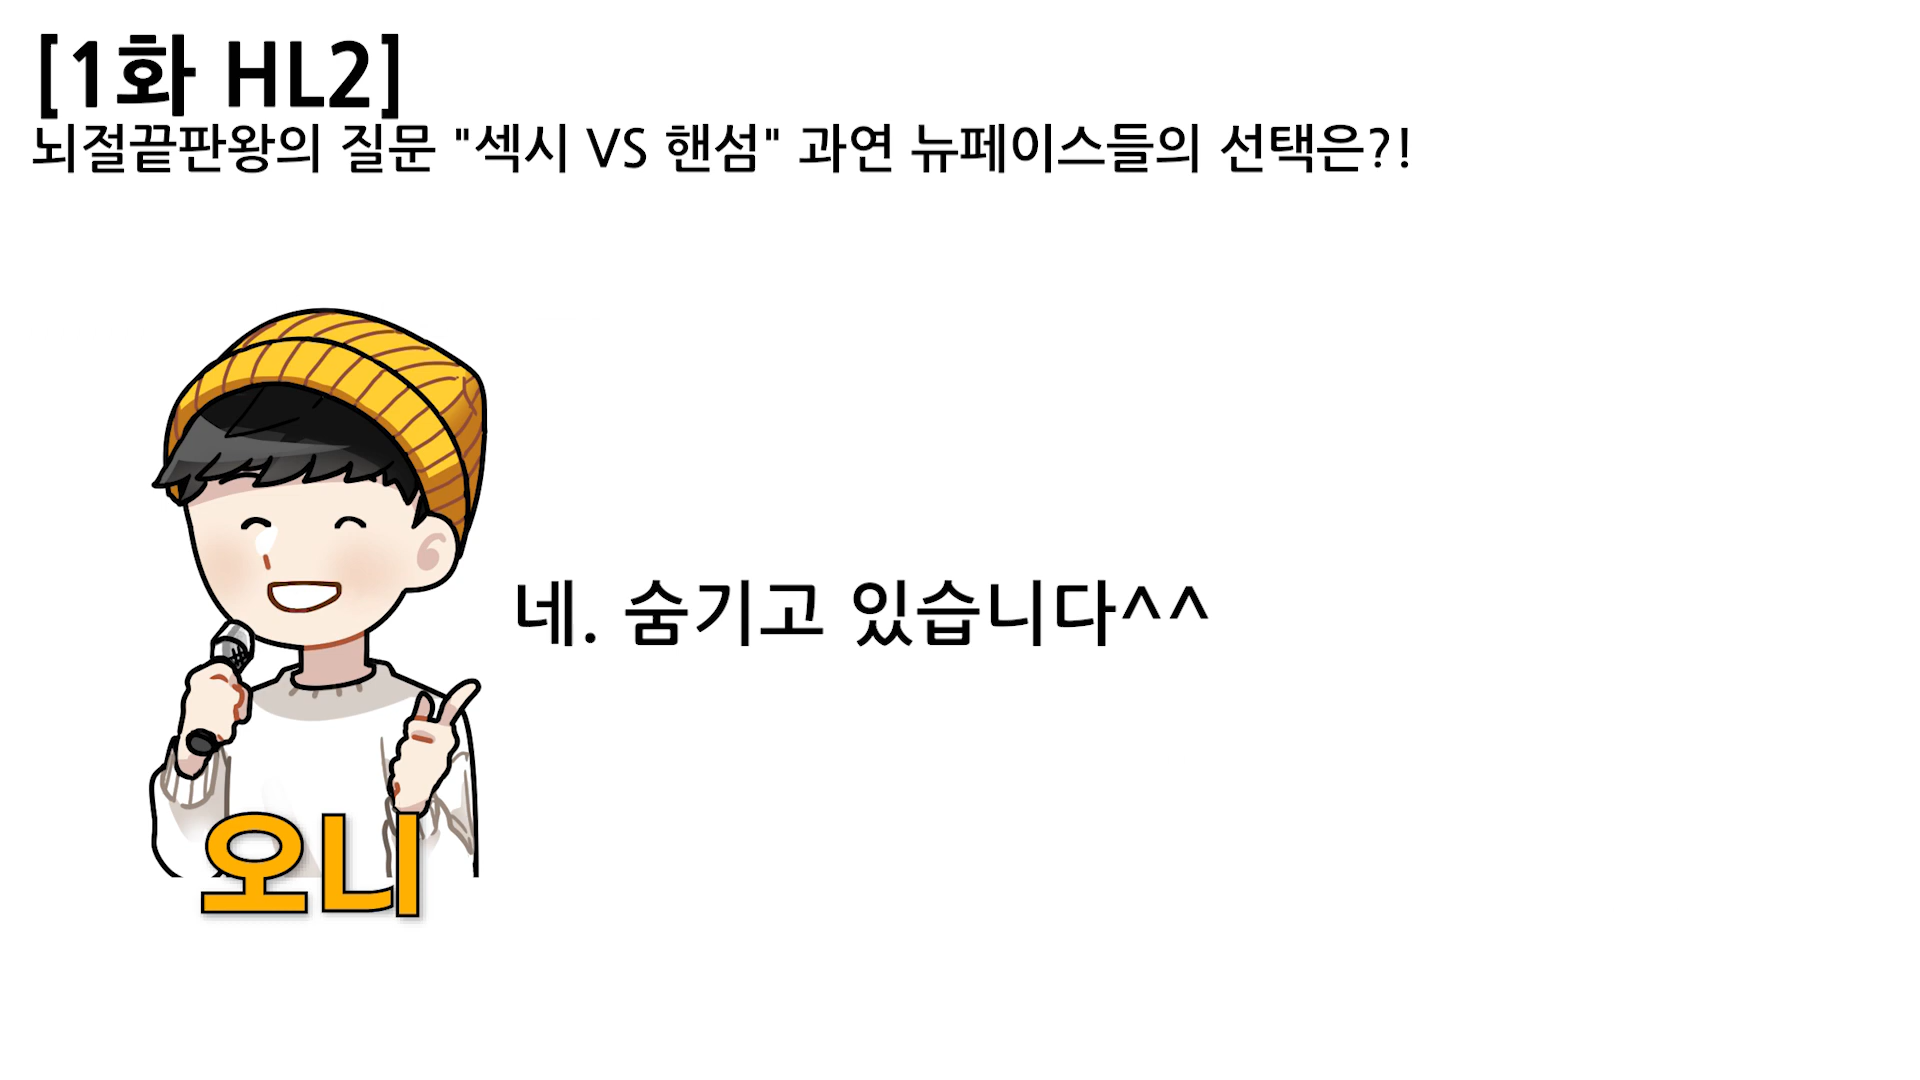 [1화 HL2]
뇌절끝판왕의 질문 "섹시 VS 핸섬" 과연 뉴페이스들의 선택은?!
네. 숨기고 있습니다^^
오니